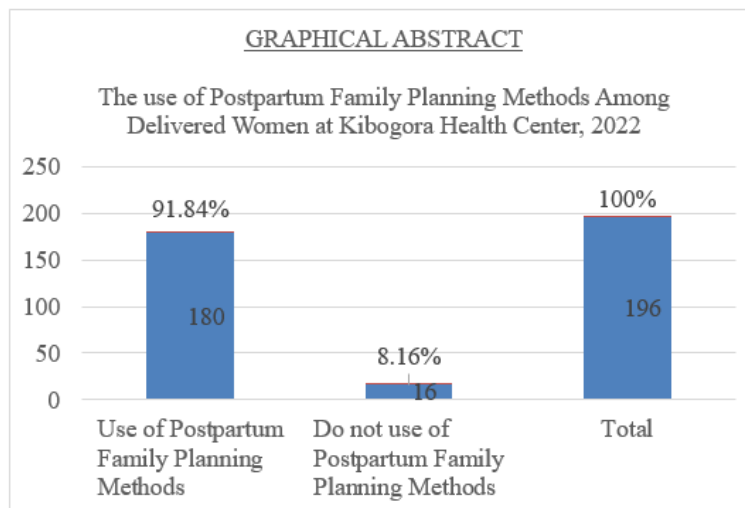 GRAPHICAL ABSTRACT
The use of Postpartum Family Planning Methods Among
Delivered Women at Kibogora Health Center, 2022
250
200
150
100
50
0
91.84%
180
8.16%
16
100%
196
Use of Postpartum
Family Planning
Methods
Do not use of
Postpartum Family
Planning Methods
Total